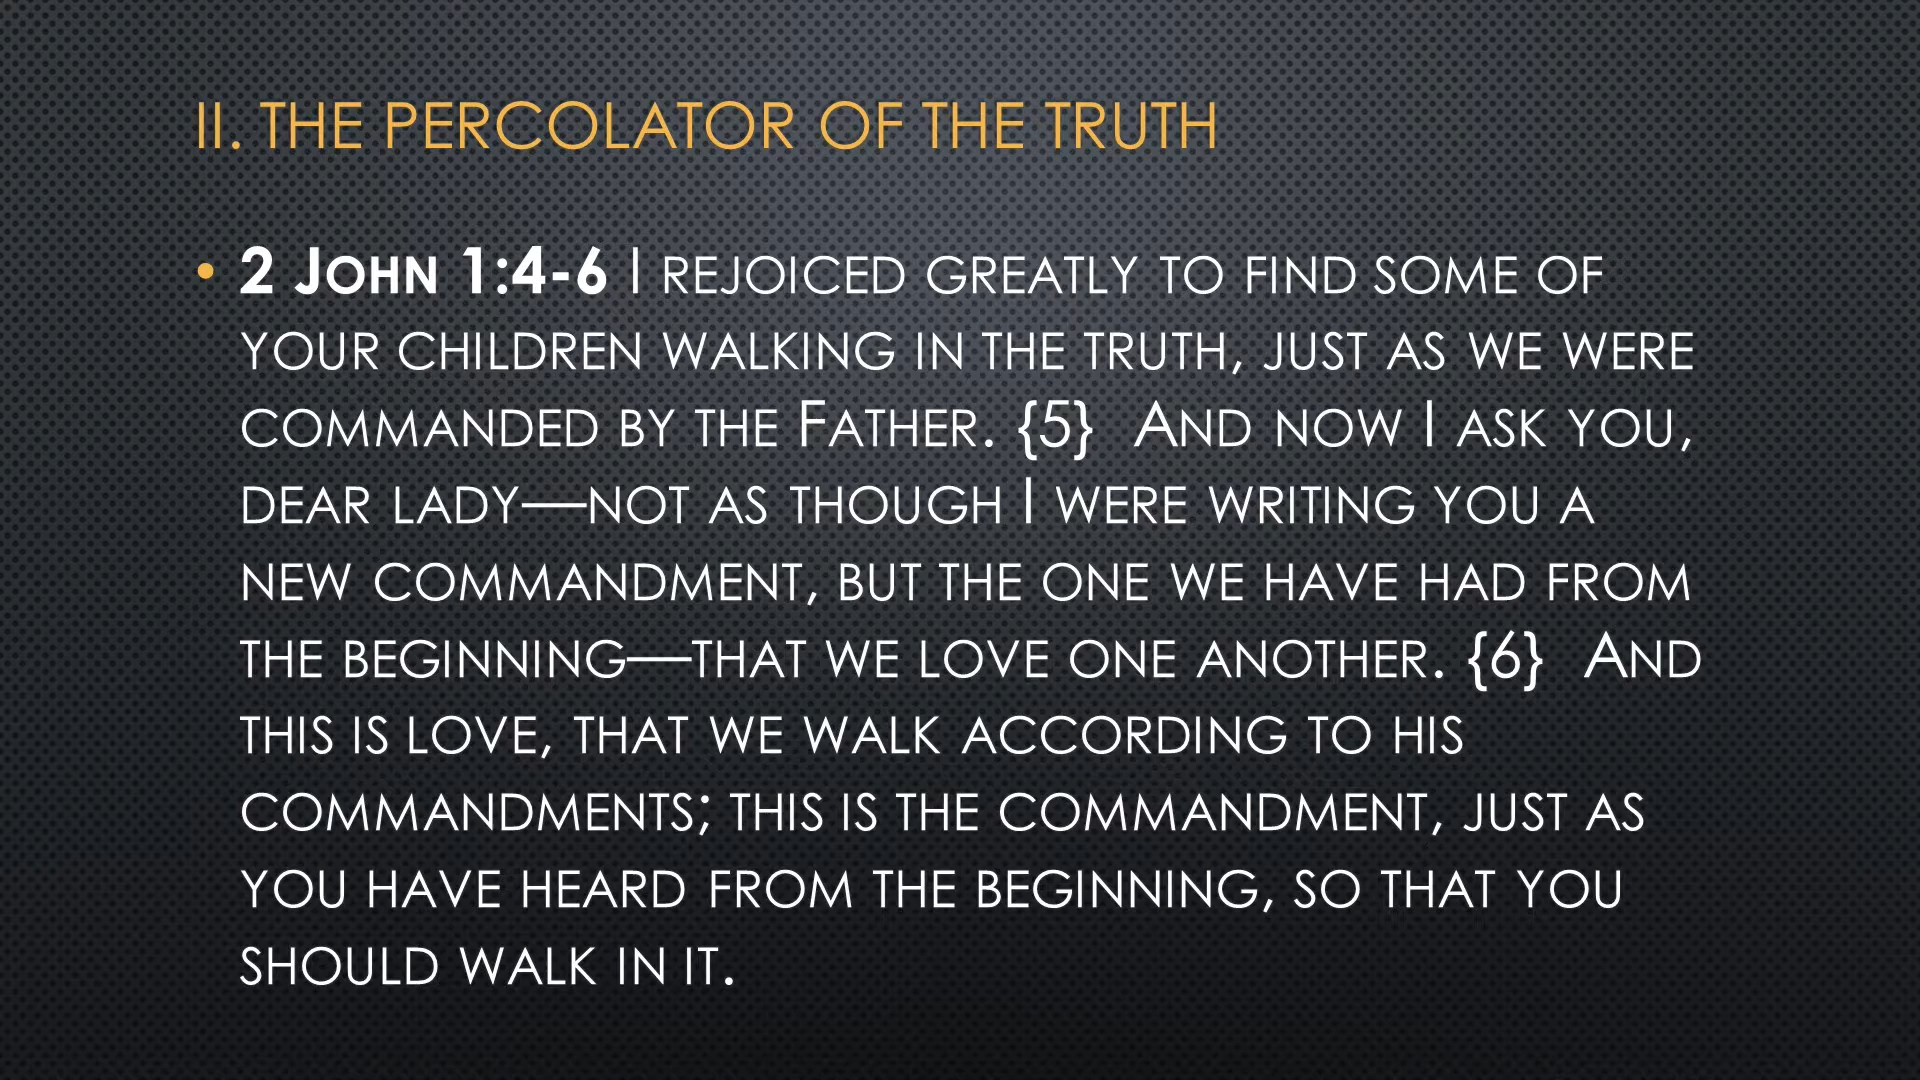 II. THE PERCOLATOR OF THE TRUTH
• 2 John 1:4-6 I rejoiced greatly to find some of
your children walking in the truth, just as we were
commanded by the Father. {5}  And now I ask you,
dear lady—not as though I were writing you a
new commandment, but the one we have had from
the beginning—that we love one another. {6}  And
this is love, that we walk according to his
commandments; this is the commandment, just as
you have heard from the beginning, so that you
should walk in it.